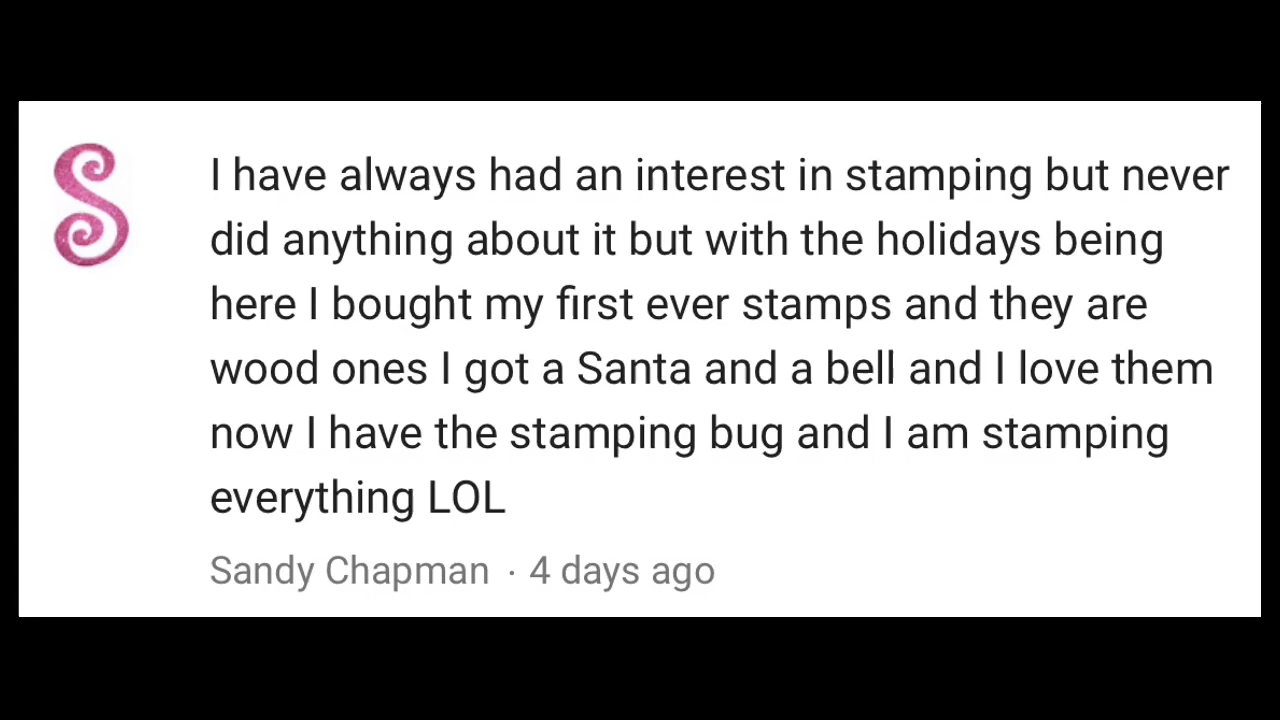 S
I have always had an interest in stamping but never
did anything about it but with the holidays being
here I bought my first ever stamps and they are
wood ones I got a Santa and a bell and I love them
now I have the stamping bug and I am stamping
everything LOL
Sandy Chapman · 4 days ago